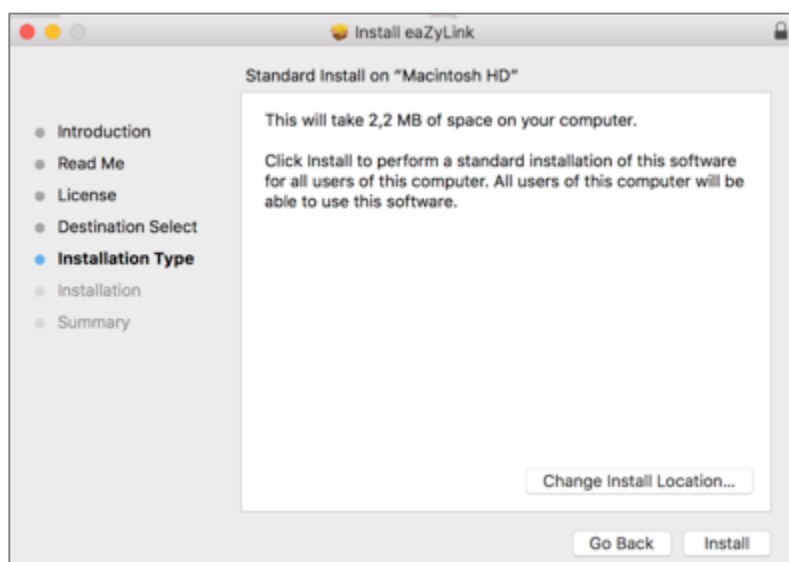 Install eaZyLink
Standard Install on "Macintosh HD"
Introduction
Read Me
License
Destination Select
Installation Type
Installation
Summary
This will take 2,2 MB of space on your computer.
Click Install to perform a standard installation of this software
for all users of this computer. All users of this computer will be
able to use this software.
Change Install Location...
Go Back
Install